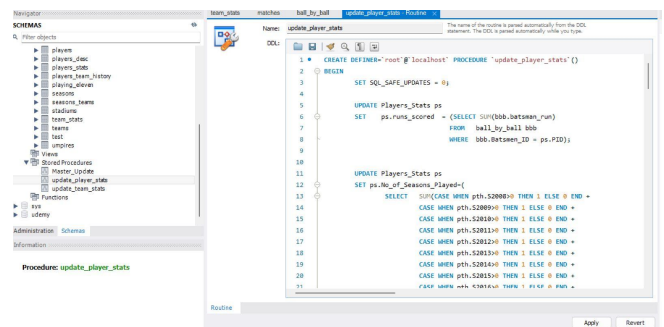 Navigator
SCHEMAS
Filter objects
players
players_desc
players_stats
players_team_history
playing_eleven
seasons
seasons_teams
stadiums
team_stats
teams
test
umpires
Views
Stored Procedures
Master_Update
update_player_stats
update_team_stats
Functions
sys
udemy
Administration Schemas
Information
Procedure: update_player_stats
team_stats matches ball_by_ball update_player_stats - Routine
Name: update_player_stats
The name of the routine is parsed automatically from the DDL
statement. The DDL is parsed automatically while you type.
DDL:
1 CREATE DEFINER=`root`@`localhost` PROCEDURE `update_player_stats`()
2 BEGIN
3 SET SQL_SAFE_UPDATES = 0;
4
5 UPDATE Players_Stats ps
6 SET ps.runs_scored = (SELECT SUM(bbb.batsman_run)
7 FROM ball_by_ball bbb
8 WHERE bbb.Batsmen_ID = ps.PID);
9
10
11 UPDATE Players_Stats ps
12 SET ps.No_of_Seasons_Played=(
13 SELECT SUM(CASE WHEN pth.S2008>0 THEN 1 ELSE 0 END +
14 CASE WHEN pth.S2009>0 THEN 1 ELSE 0 END +
15 CASE WHEN pth.S2010>0 THEN 1 ELSE 0 END +
16 CASE WHEN pth.S2011>0 THEN 1 ELSE 0 END +
17 CASE WHEN pth.S2012>0 THEN 1 ELSE 0 END +
18 CASE WHEN pth.S2013>0 THEN 1 ELSE 0 END +
19 CASE WHEN pth.S2014>0 THEN 1 ELSE 0 END +
20 CASE WHEN pth.S2015>0 THEN 1 ELSE 0 END +
21 CASE WHEN pth.S2016>0 THEN 1 ELSE 0 END +
Routine
Apply Revert